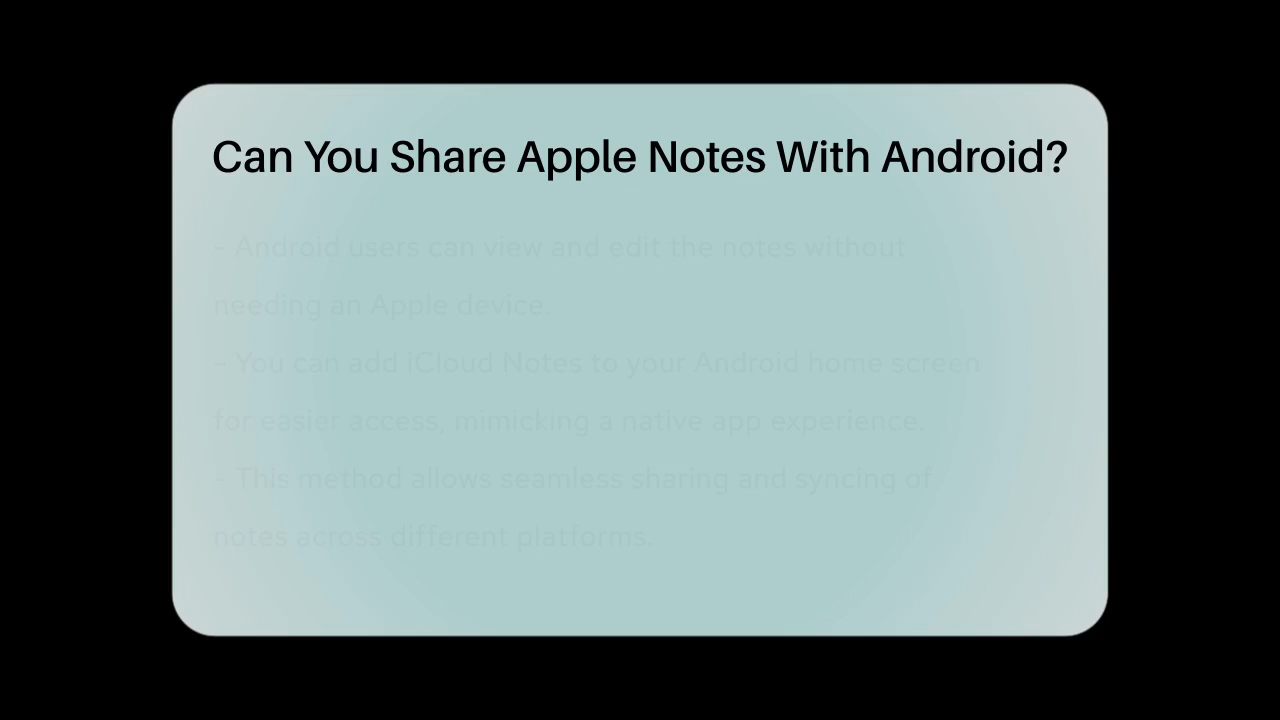 Can You Share Apple Notes With Android?
- Android users can view and edit the notes without
needing an Apple device.
- You can add iCloud Notes to your Android home screen
for easier access, mimicking a native app experience.
- This method allows seamless sharing and syncing of
notes across different platforms.